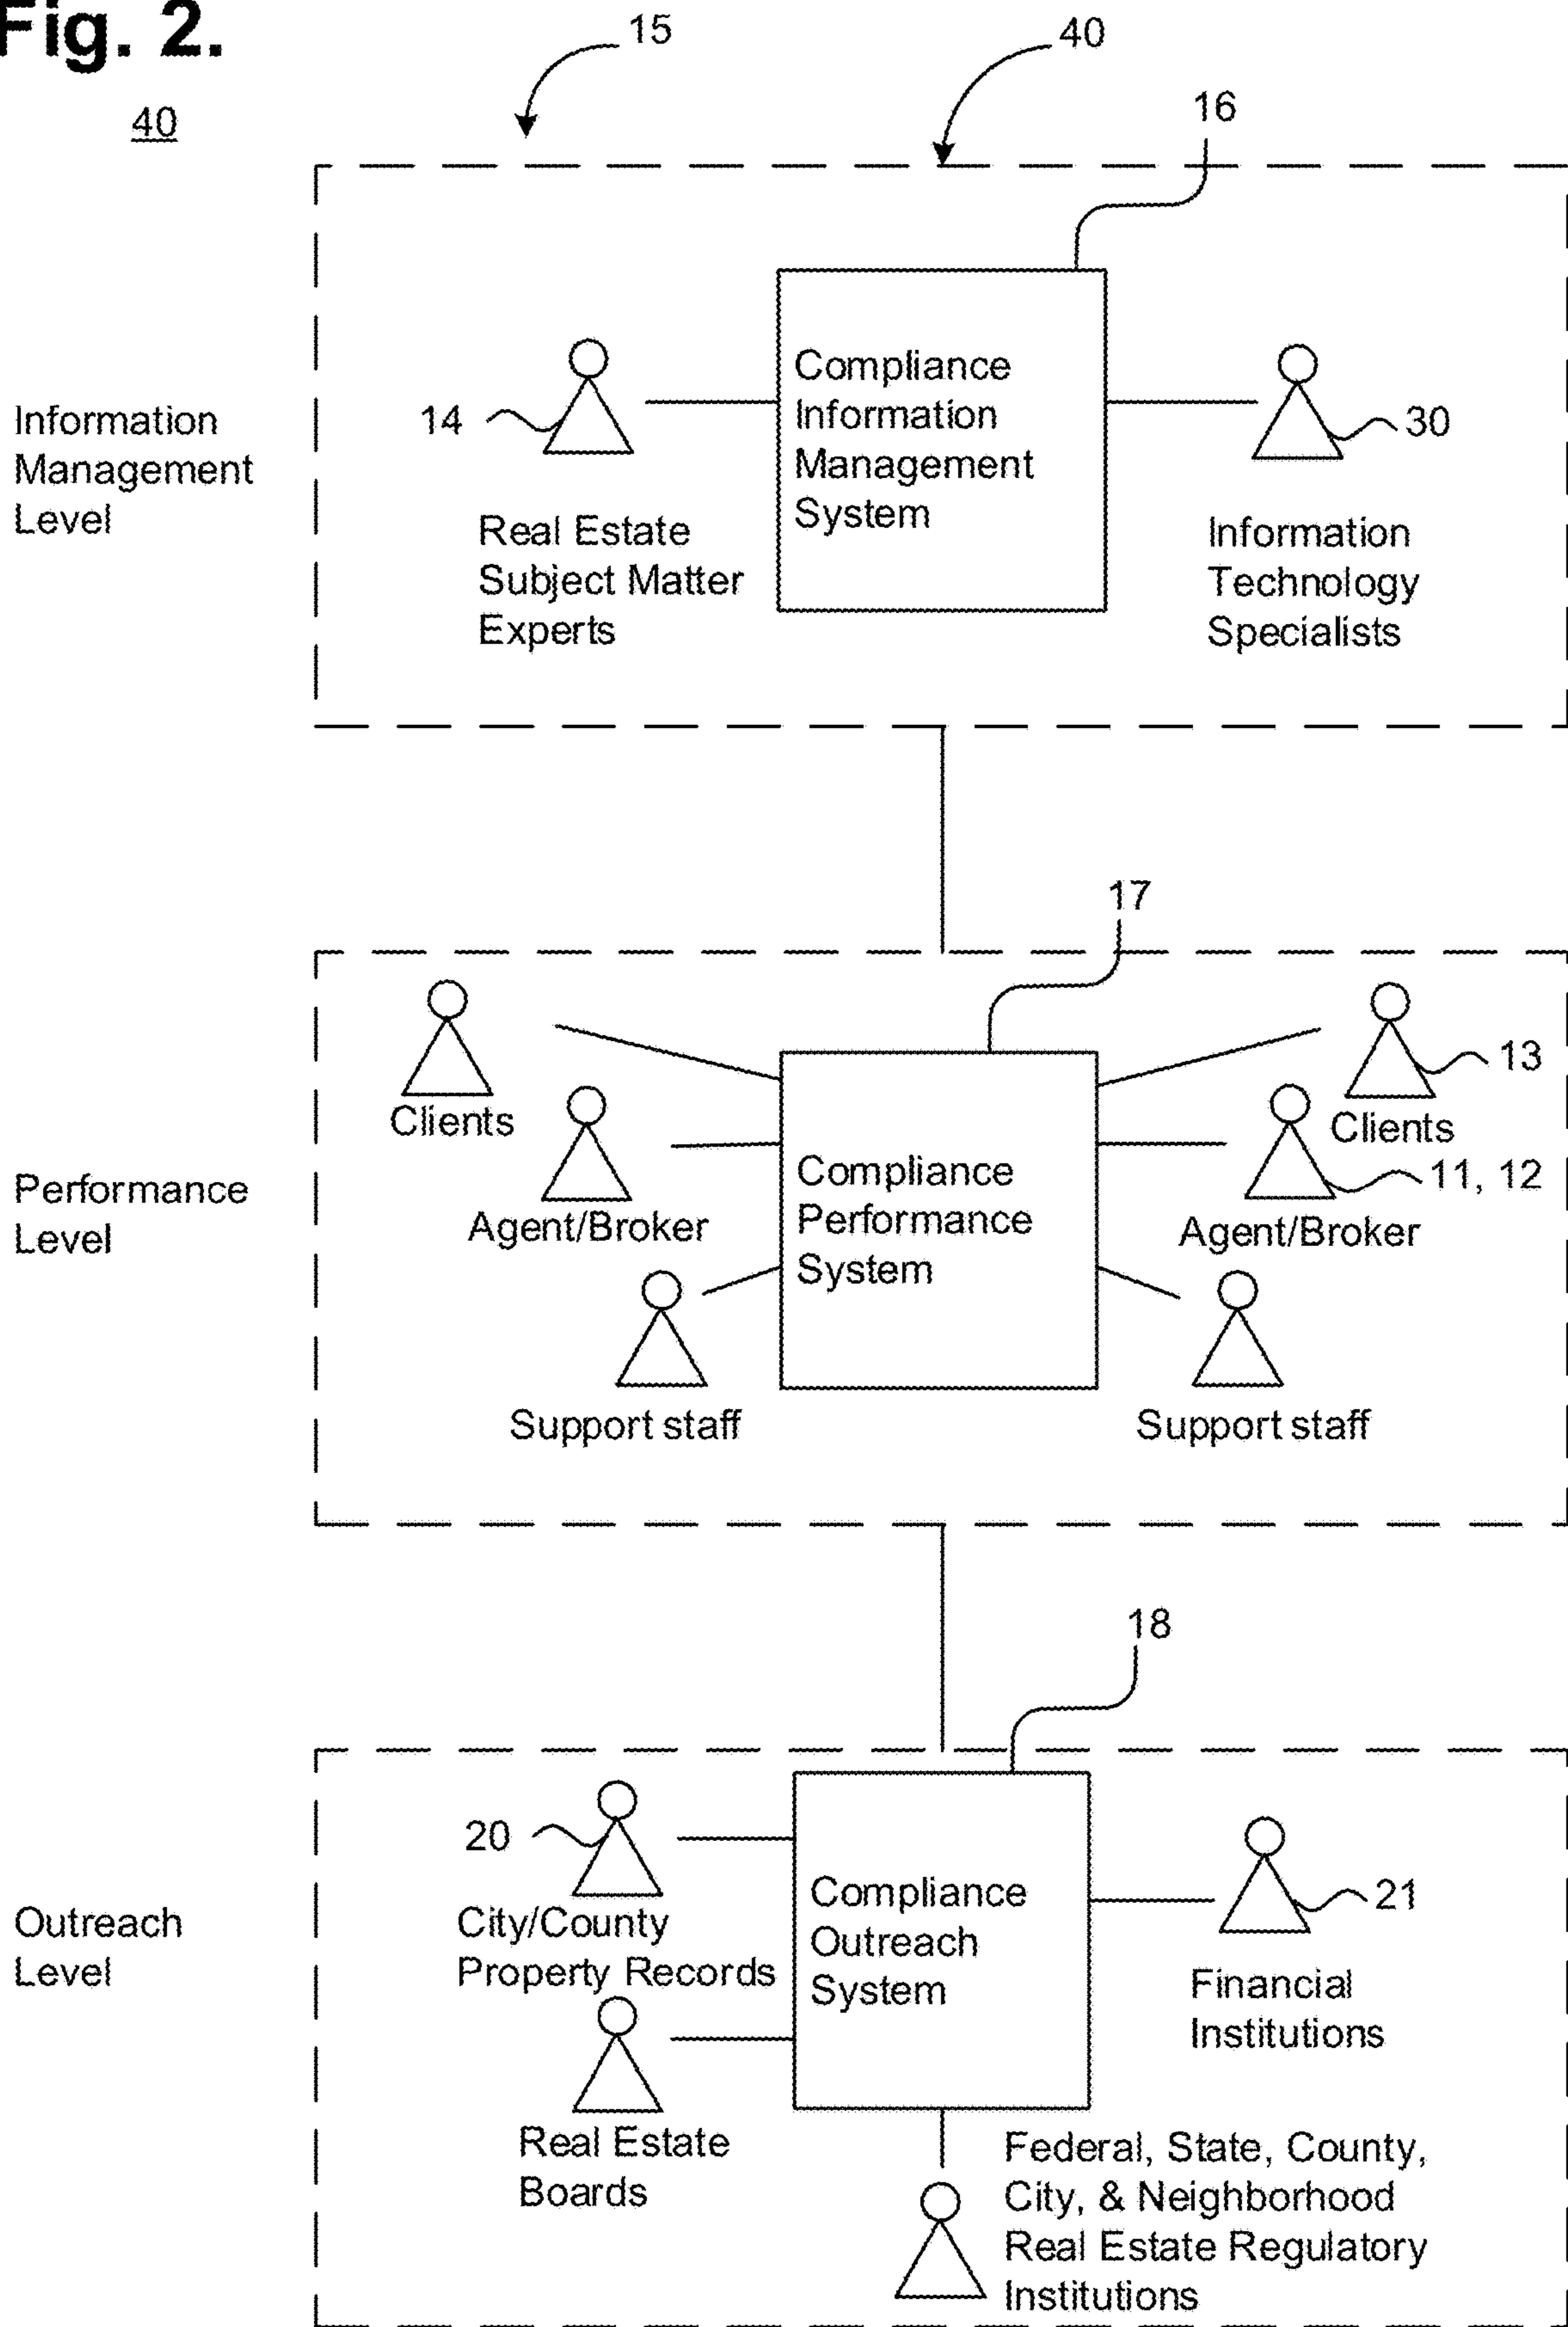 Fig. 2.
40
15
40
16
Information
Management
Level
14
Real Estate
Subject Matter
Experts
Compliance
Information
Management
System
30
Information
Technology
Specialists
17
Performance
Level
Clients
Agent/Broker
Support staff
Compliance
Performance
System
13
Clients
11, 12
Agent/Broker
Support staff
18
Outreach
Level
20
City/County
Property Records
Real Estate
Boards
Compliance
Outreach
System
21
Financial
Institutions
Federal, State, County,
City, & Neighborhood
Real Estate Regulatory
Institutions